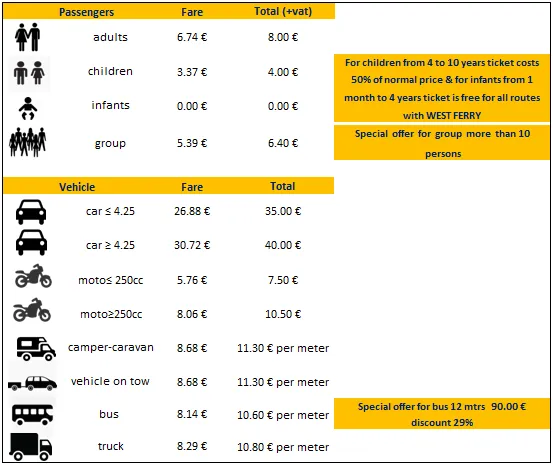 Passengers Fare Total (+vat)
adults 6.74 € 8.00 €
children 3.37 € 4.00 €
For children from 4 to 10 years ticket costs
50% of normal price & for infants from 1
month to 4 years ticket is free for all routes
with WEST FERRY
infants 0.00 € 0.00 €
group 5.39 € 6.40 €
Special offer for group more than 10
persons
Vehicle Fare Total
car ≤ 4.25 26.88 € 35.00 €
car ≥ 4.25 30.72 € 40.00 €
moto≤ 250cc 5.76 € 7.50 €
moto≥250cc 8.06 € 10.50 €
camper-caravan 8.68 € 11.30 € per meter
vehicle on tow 8.68 € 11.30 € per meter
bus 8.14 € 10.60 € per meter
Special offer for bus 12 mtrs 90.00 €
discount 29%
truck 8.29 € 10.80 € per meter